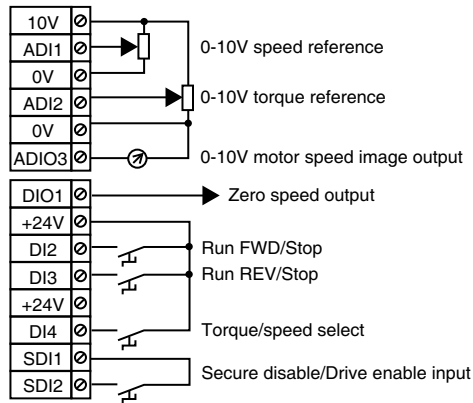 10V
ADI1
0V
ADI2
0V
ADIO3
0-10V speed reference
0-10V torque reference
0-10V motor speed image output
DIO1
+24V
DI2
DI3
+24V
DI4
SDI1
SDI2
Zero speed output
Run FWD/Stop
Run REV/Stop
Torque/speed select
Secure disable/Drive enable input